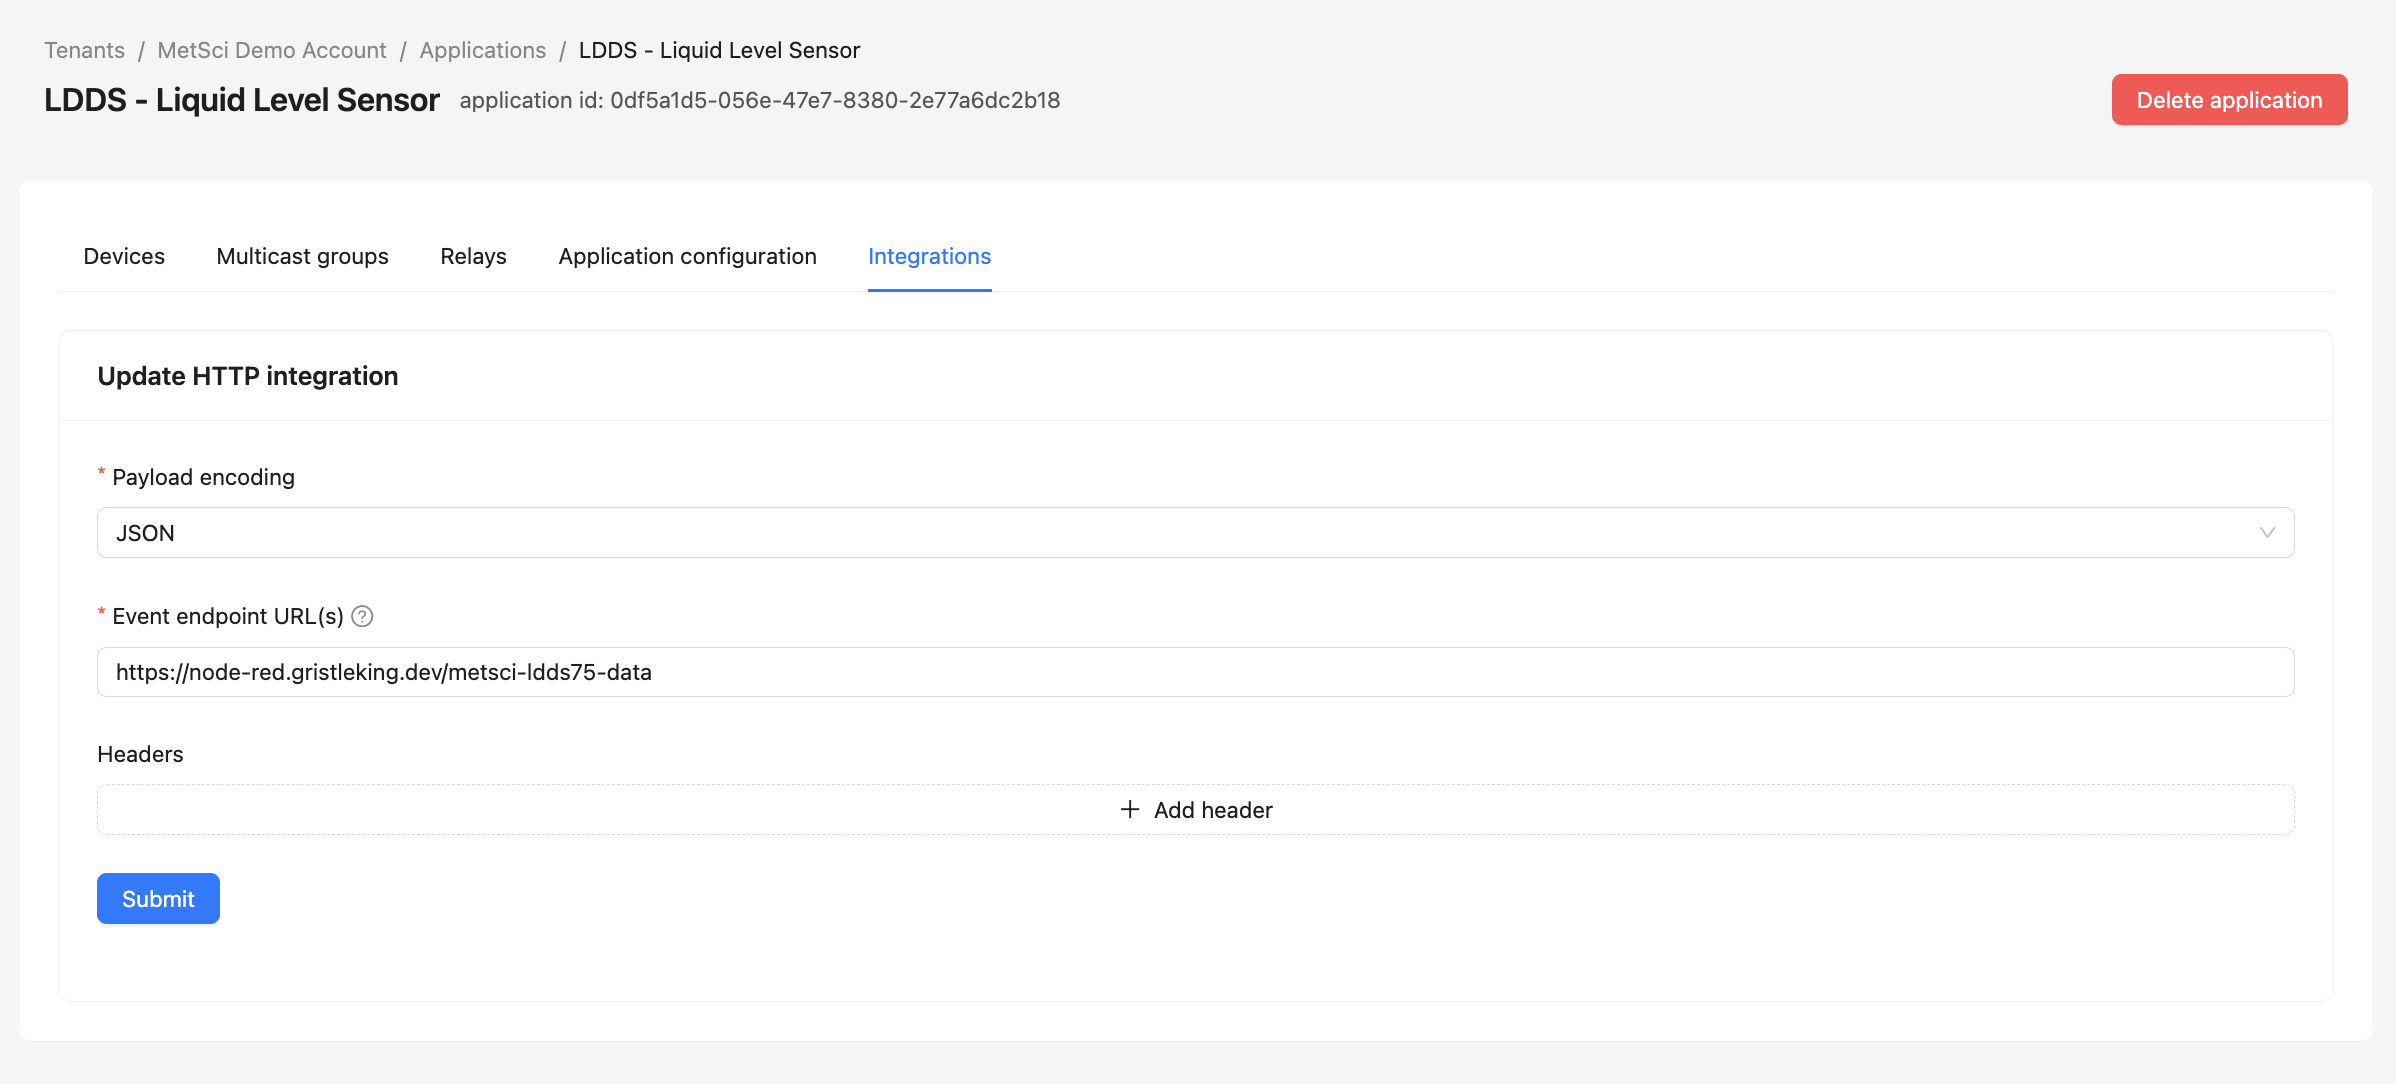 Tenants / MetSci Demo Account / Applications / LDDS - Liquid Level Sensor
LDDS - Liquid Level Sensor application id: 0df5a1d5-056e-47e7-8380-2e77a6dc2b18
Delete application
Devices Multicast groups Relays Application configuration Integrations
Update HTTP integration
* Payload encoding
JSON
* Event endpoint URL(s) ?
https://node-red.gristleking.dev/metsci-ldds75-data
Headers
+ Add header
Submit